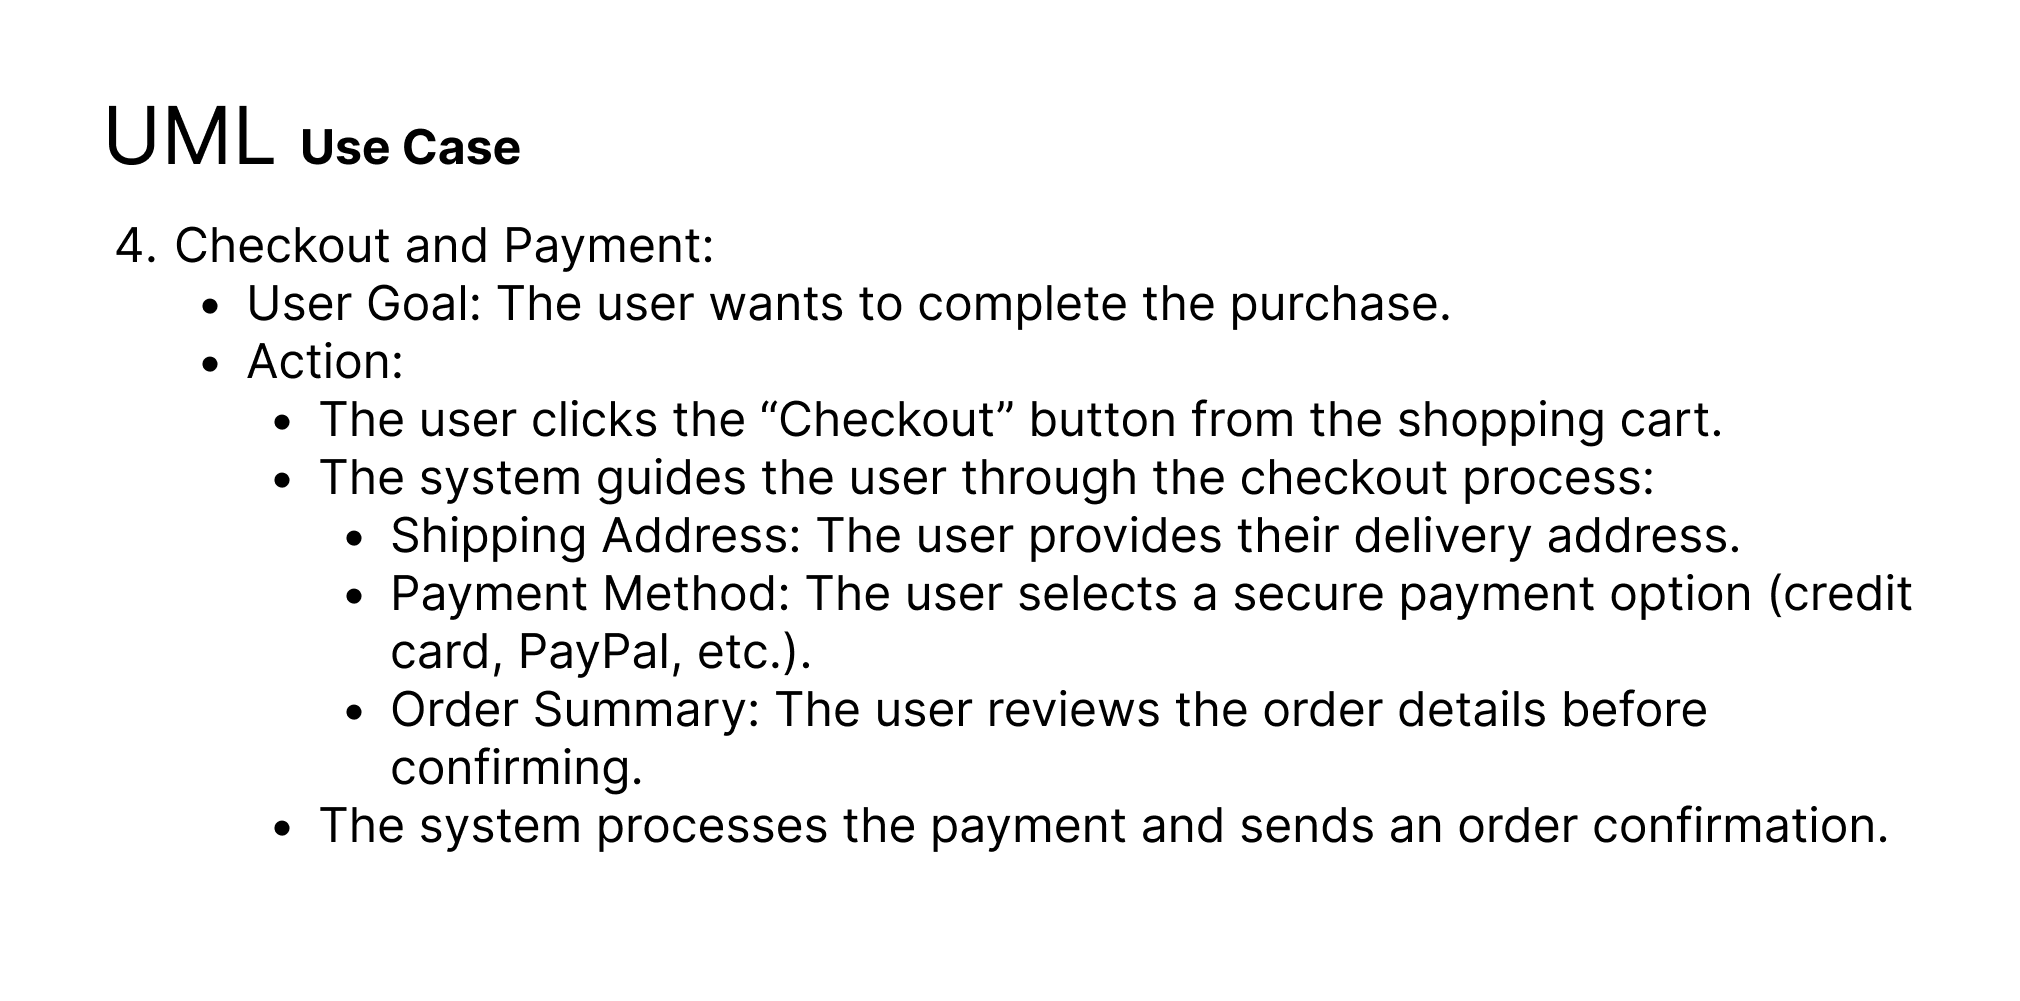 UML Use Case
4. Checkout and Payment:
• User Goal: The user wants to complete the purchase.
• Action:
• The user clicks the “Checkout” button from the shopping cart.
• The system guides the user through the checkout process:
• Shipping Address: The user provides their delivery address.
• Payment Method: The user selects a secure payment option (credit
card, PayPal, etc.).
• Order Summary: The user reviews the order details before
confirming.
• The system processes the payment and sends an order confirmation.